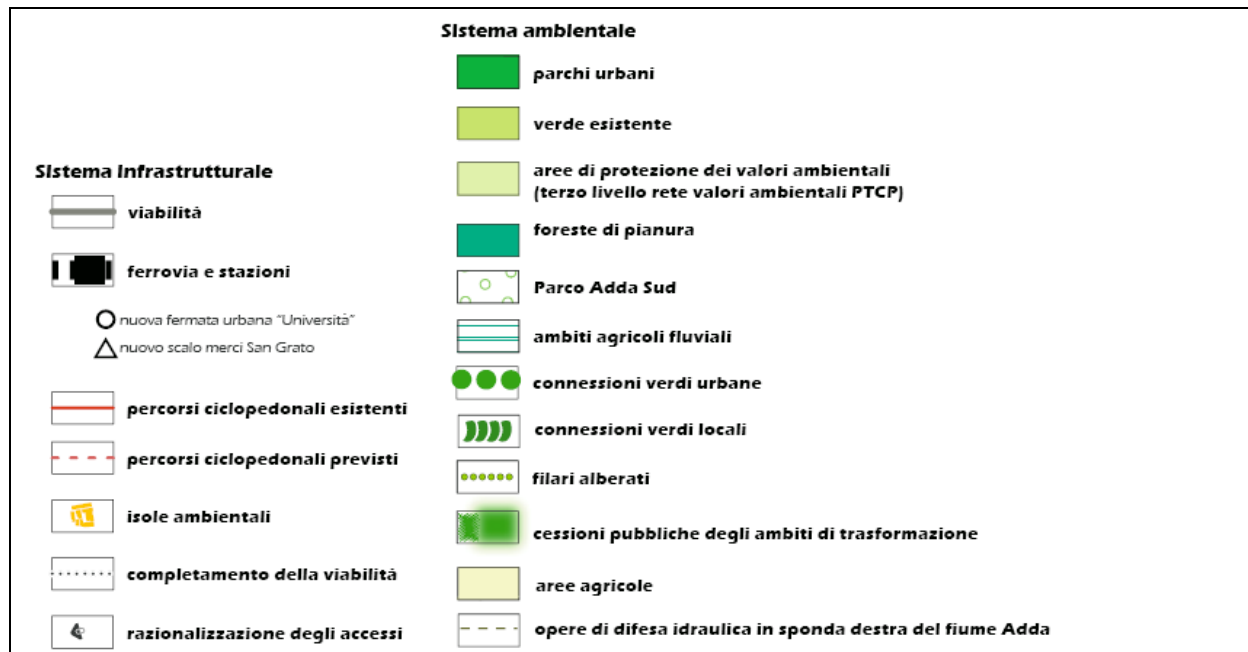 Sistema infrastrutturale
viabilità
ferrovia e stazioni
nuova fermata urbana "Università"
nuovo scalo merci San Grato
percorsi ciclopedonali esistenti
percorsi ciclopedonali previsti
isole ambientali
completamento della viabilità
razionalizzazione degli accessi
Sistema ambientale
parchi urbani
verde esistente
aree di protezione dei valori ambientali
(terzo livello rete valori ambientali PTCP)
foreste di pianura
Parco Adda Sud
ambiti agricoli fluviali
connessioni verdi urbane
connessioni verdi locali
filari alberati
cessioni pubbliche degli ambiti di trasformazione
aree agricole
opere di difesa idraulica in sponda destra del fiume Adda